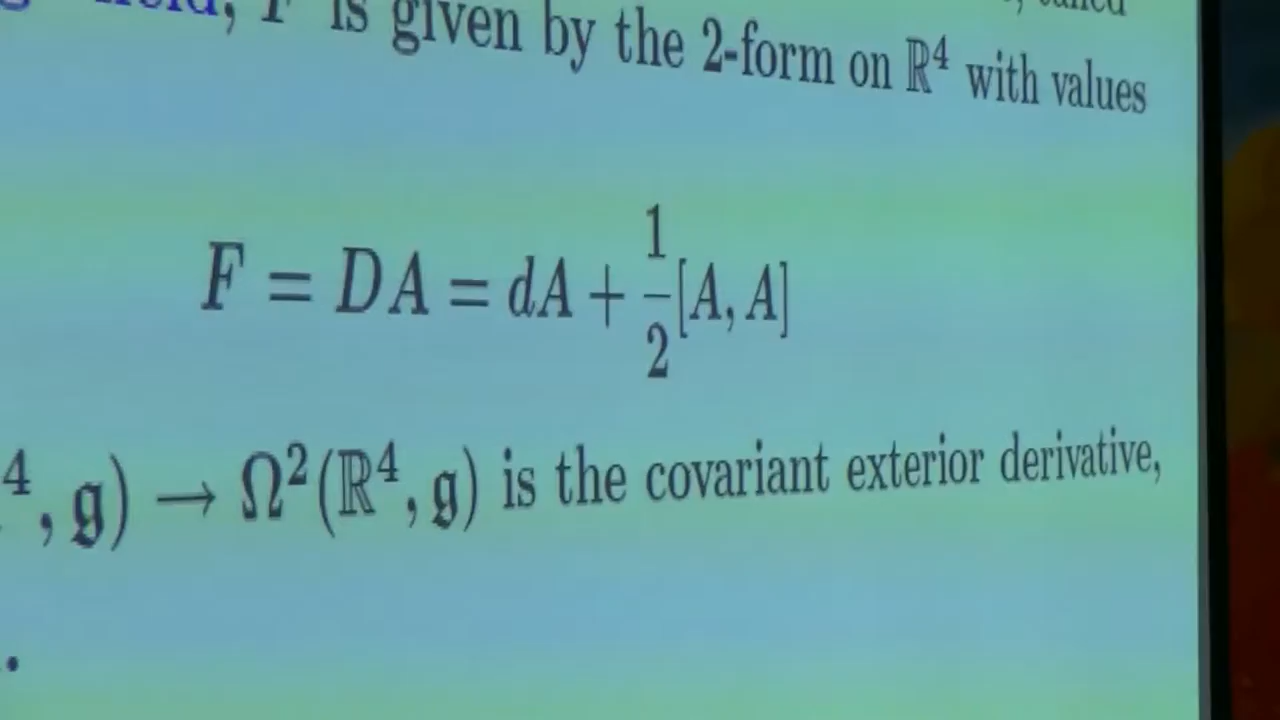 , F is given by the 2-form on ℝ⁴ with values
F = DA = dA + \frac{1}{2}[A, A]
⁴, 𝔤) → Ω²(ℝ⁴, 𝔤) is the covariant exterior derivative,
.